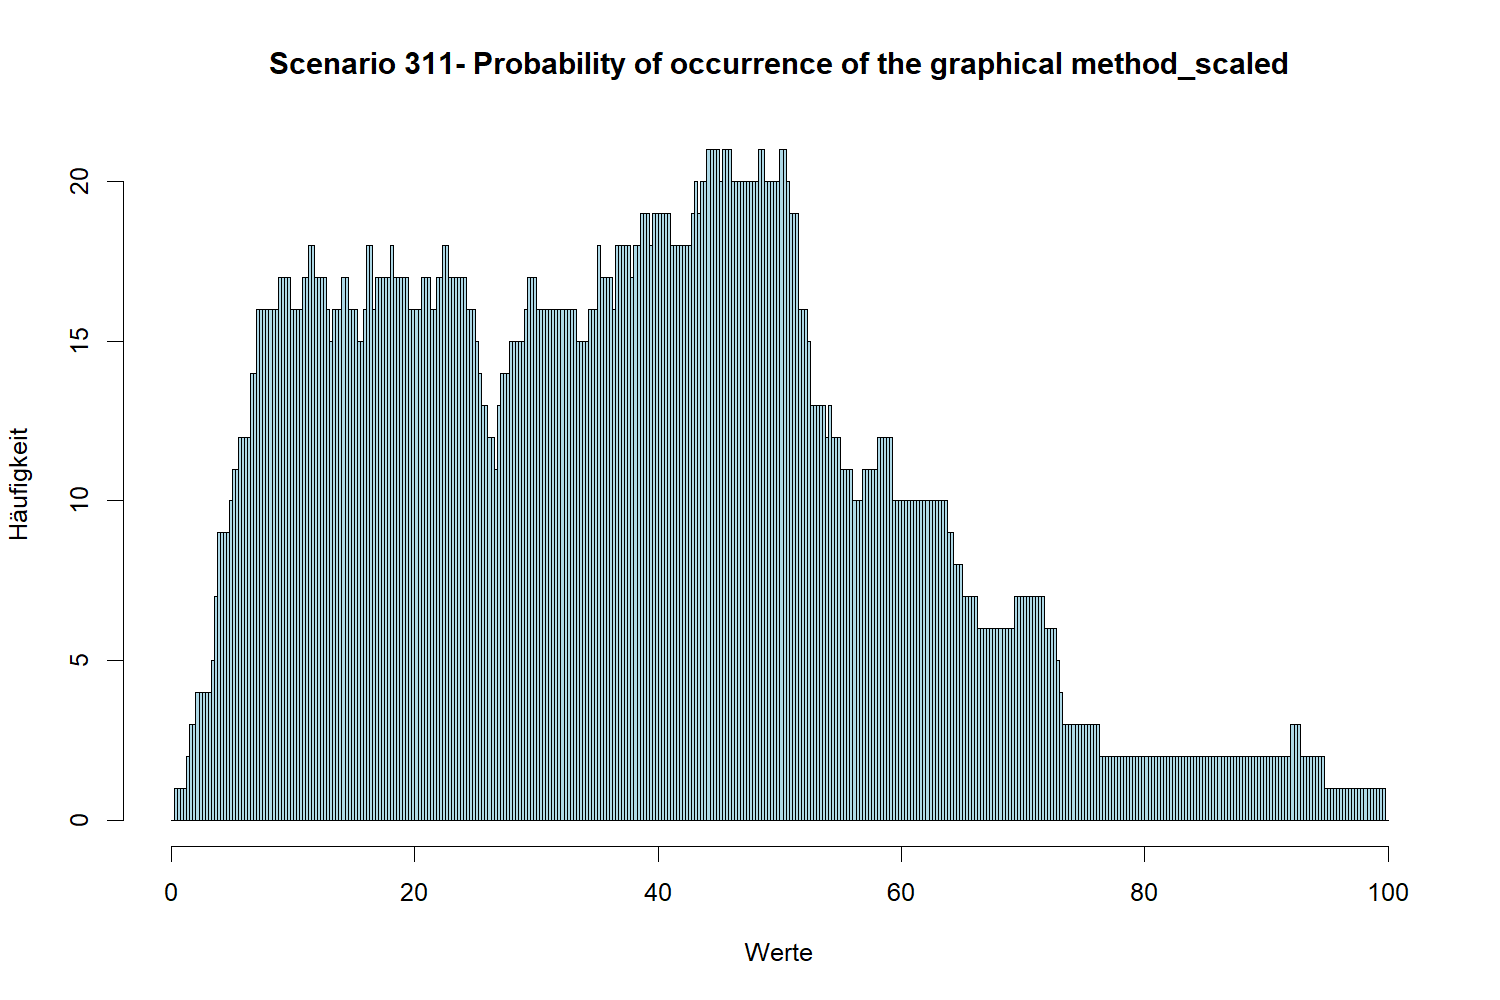 Scenario 311- Probability of occurrence of the graphical method_scaled
Häufigkeit
20
15
10
5
0
0 20 40 60 80 100
Werte